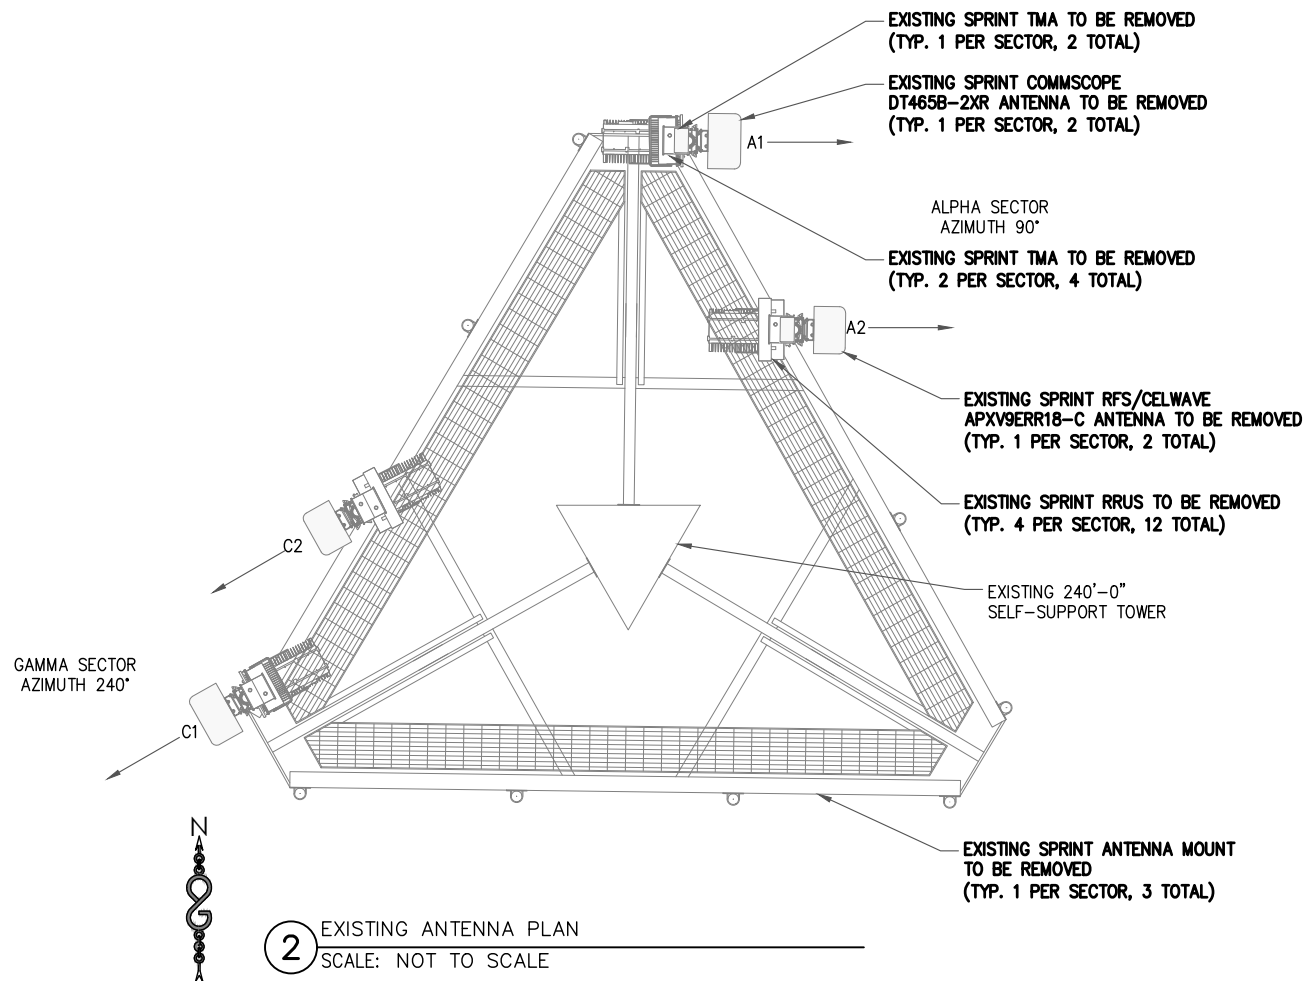 EXISTING SPRINT TMA TO BE REMOVED
(TYP. 1 PER SECTOR, 2 TOTAL)
EXISTING SPRINT COMMSCOPE
DT465B-2XR ANTENNA TO BE REMOVED
(TYP. 1 PER SECTOR, 2 TOTAL)
A1
ALPHA SECTOR
AZIMUTH 90°
EXISTING SPRINT TMA TO BE REMOVED
(TYP. 2 PER SECTOR, 4 TOTAL)
A2
EXISTING SPRINT RFS/CELWAVE
APXV9ERR18-C ANTENNA TO BE REMOVED
(TYP. 1 PER SECTOR, 2 TOTAL)
EXISTING SPRINT RRUS TO BE REMOVED
(TYP. 4 PER SECTOR, 12 TOTAL)
C2
EXISTING 240'-0"
SELF-SUPPORT TOWER
GAMMA SECTOR
AZIMUTH 240°
C1
N
EXISTING SPRINT ANTENNA MOUNT
TO BE REMOVED
(TYP. 1 PER SECTOR, 3 TOTAL)
2
EXISTING ANTENNA PLAN
SCALE: NOT TO SCALE